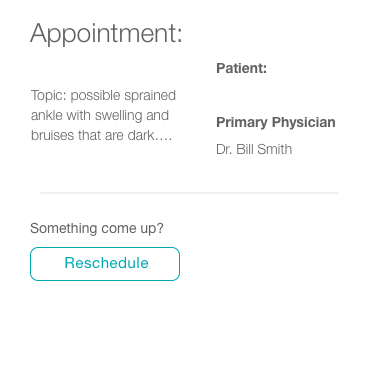 Appointment:
Patient:
Topic: possible sprained
ankle with swelling and
bruises that are dark....
Primary Physician
Dr. Bill Smith
Something come up?
Reschedule